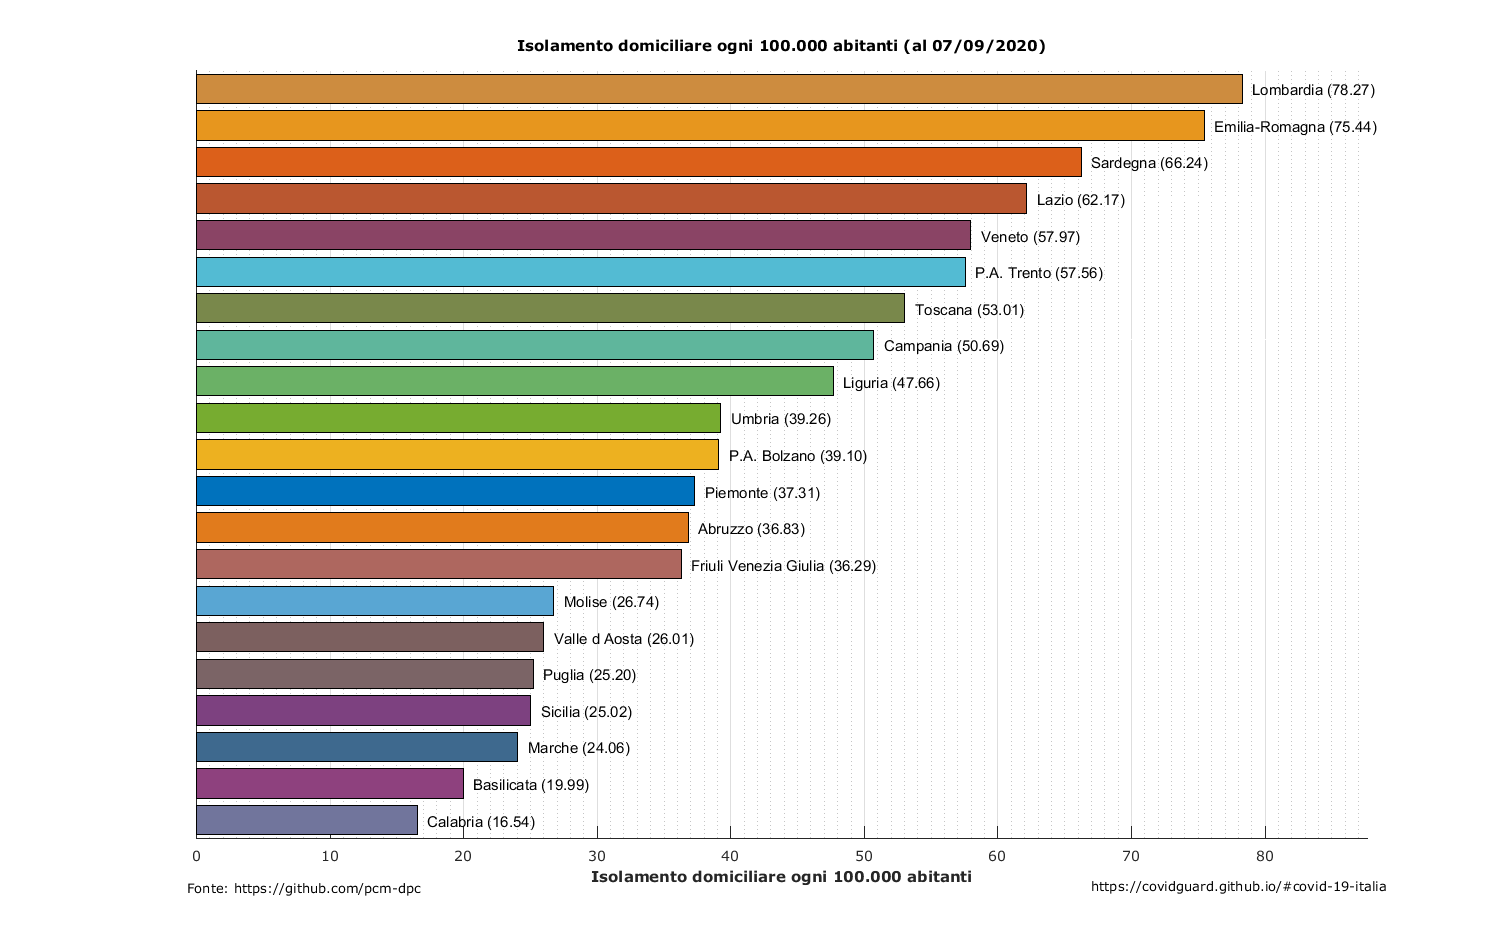 Isolamento domiciliare ogni 100.000 abitanti (al 07/09/2020)
Lombardia (78.27)
Emilia-Romagna (75.44)
Sardegna (66.24)
Lazio (62.17)
Veneto (57.97)
P.A. Trento (57.56)
Toscana (53.01)
Campania (50.69)
Liguria (47.66)
Umbria (39.26)
P.A. Bolzano (39.10)
Piemonte (37.31)
Abruzzo (36.83)
Friuli Venezia Giulia (36.29)
Molise (26.74)
Valle d Aosta (26.01)
Puglia (25.20)
Sicilia (25.02)
Marche (24.06)
Basilicata (19.99)
Calabria (16.54)
0 10 20 30 40 50 60 70 80
Isolamento domiciliare ogni 100.000 abitanti
Fonte: https://github.com/pcm-dpc
https://covidguard.github.io/#covid-19-italia